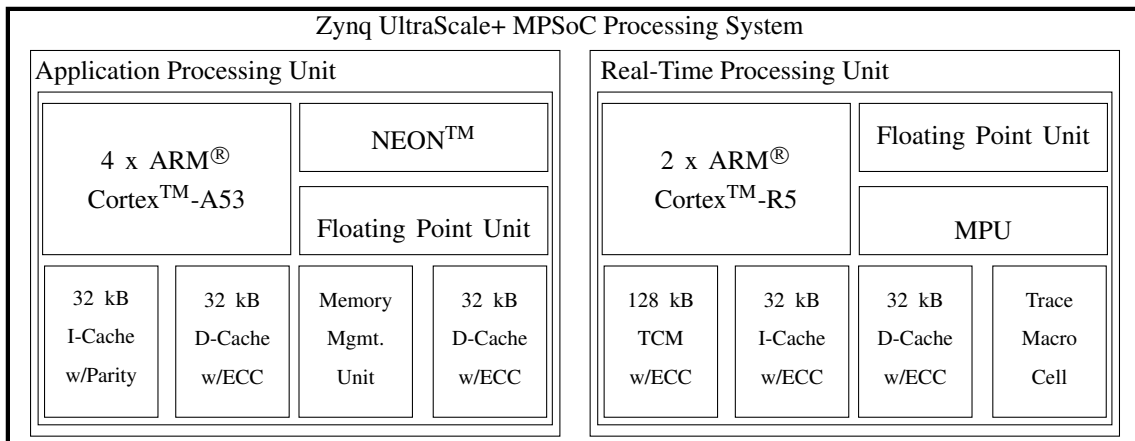 Zynq UltraScale+ MPSoC Processing System
Application Processing Unit
4 x ARM®
Cortex™-A53
NEON™
Floating Point Unit
32 kB
I-Cache
w/Parity
32 kB
D-Cache
w/ECC
Memory
Mgmt.
Unit
32 kB
D-Cache
w/ECC
Real-Time Processing Unit
2 x ARM®
Cortex™-R5
Floating Point Unit
MPU
128 kB
TCM
w/ECC
32 kB
I-Cache
w/ECC
32 kB
D-Cache
w/ECC
Trace
Macro
Cell